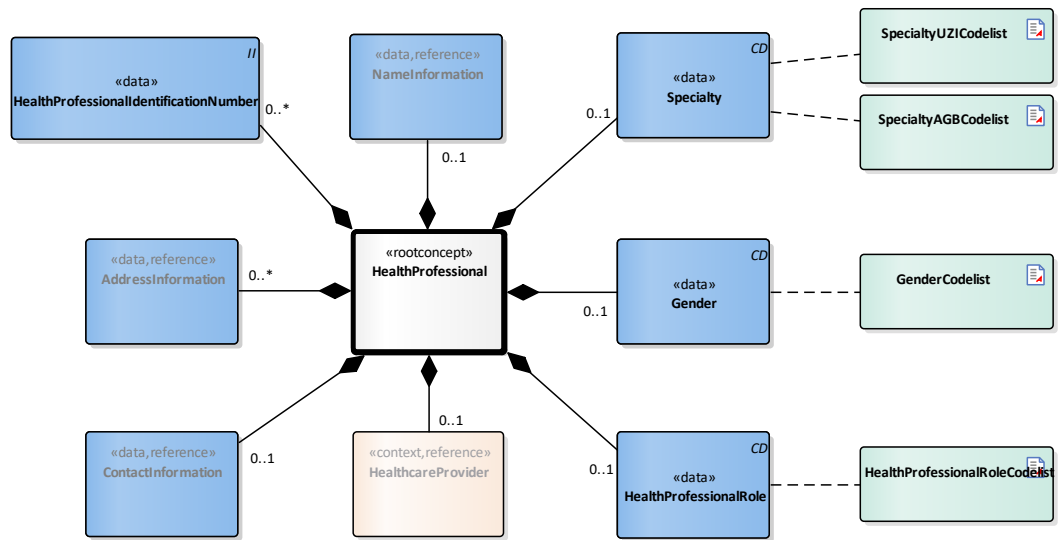 II
«data»
HealthProfessionalIdentificationNumber
0..*
«data,reference»
NameInformation
0..1
CD
«data»
Specialty
0..1
SpecialtyUZICodelist
SpecialtyAGBCodelist
«data,reference»
AddressInformation
0..*
«rootconcept»
HealthProfessional
CD
«data»
Gender
0..1
GenderCodelist
«data,reference»
ContactInformation
0..1
«context,reference»
HealthcareProvider
0..1
CD
«data»
HealthProfessionalRole
0..1
HealthProfessionalRoleCodelist